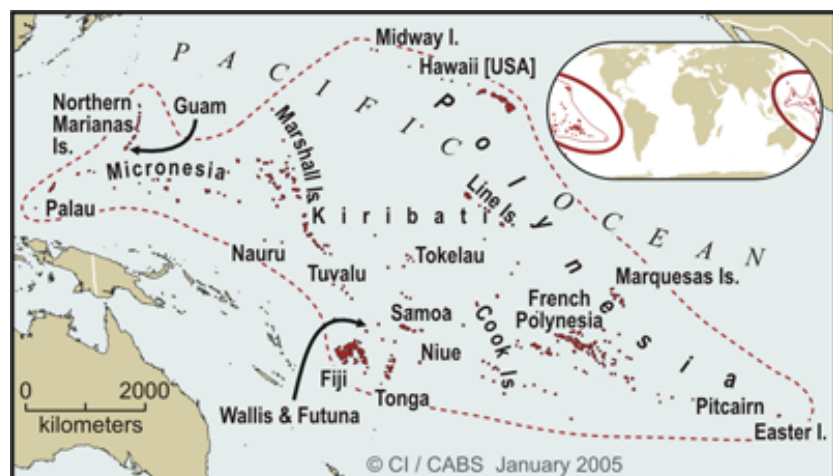 Midway I.
PACIFIC OCEAN
Hawaii [USA]
Northern
Marianas
Is.
Guam
Micronesia
Marshall Is.
Polynesia
Palau
Kiribati
Line Is.
Nauru
Tokelau
Tuvalu
Marquesas Is.
French
Polynesia
Samoa
Cook Is.
Niue
Fiji
Tonga
Wallis & Futuna
Pitcairn
Easter I.
0 2000
kilometers
© CI / CABS January 2005